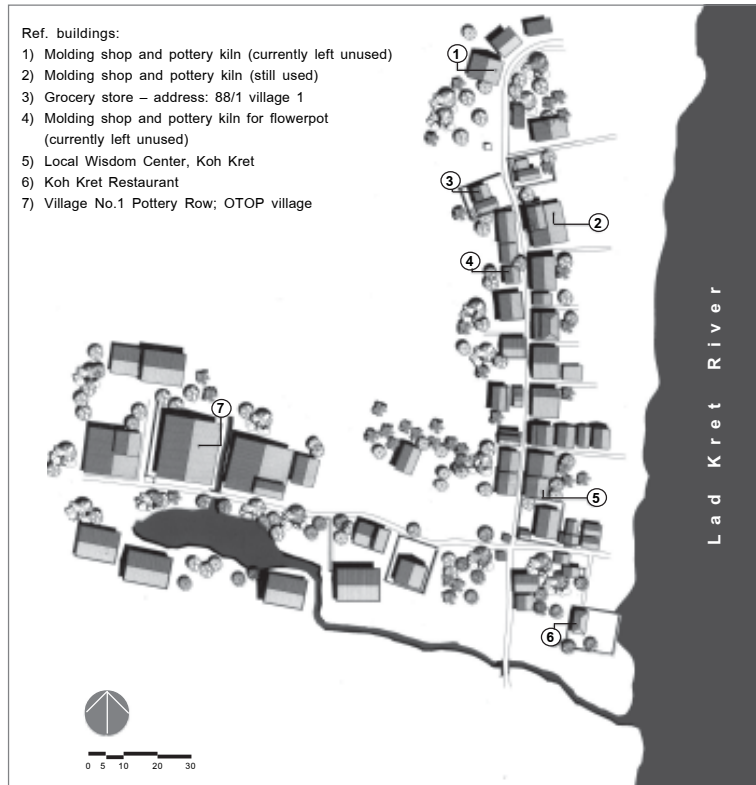 Ref. buildings:
1) Molding shop and pottery kiln (currently left unused)
2) Molding shop and pottery kiln (still used)
3) Grocery store – address: 88/1 village 1
4) Molding shop and pottery kiln for flowerpot
(currently left unused)
5) Local Wisdom Center, Koh Kret
6) Koh Kret Restaurant
7) Village No.1 Pottery Row; OTOP village
1
3
2
4
7
5
6
Lad Kret River
0 5 10 20 30